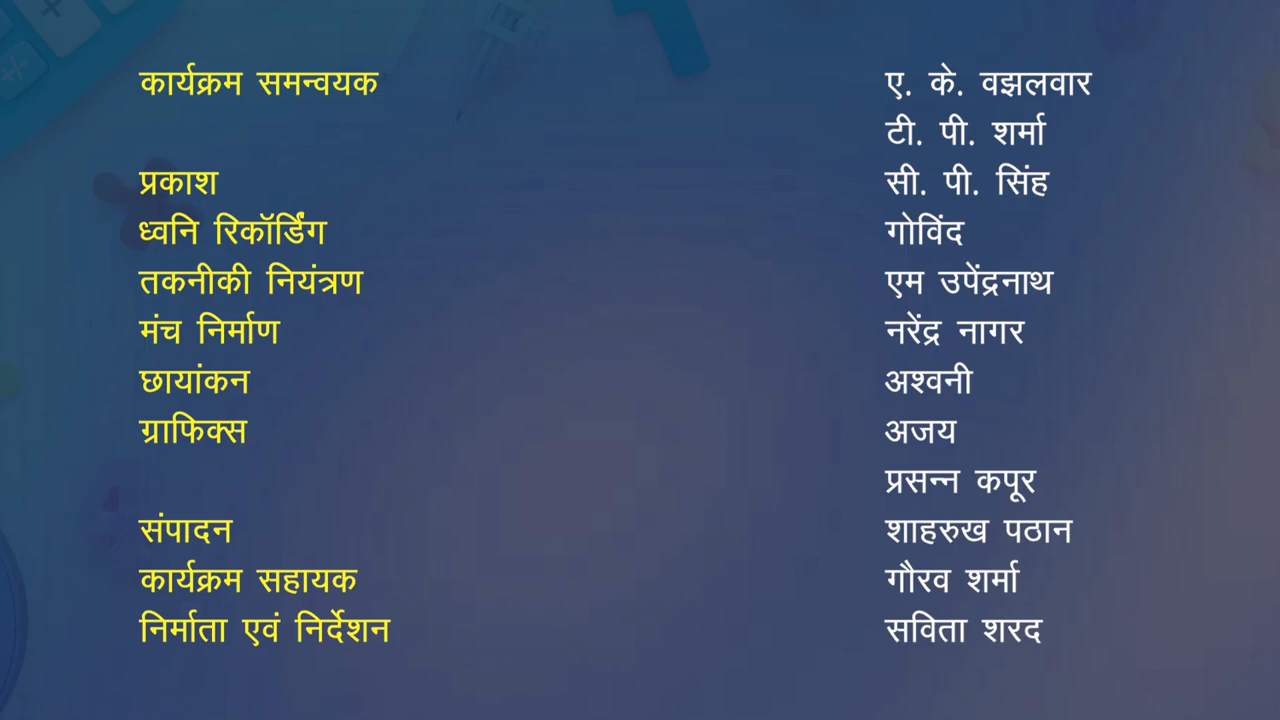 कार्यक्रम समन्वयक ए. के. वझलवार
टी. पी. शर्मा
प्रकाश सी. पी. सिंह
ध्वनि रिकॉर्डिंग गोविंद
तकनीकी नियंत्रण एम उपेंद्रनाथ
मंच निर्माण नरेंद्र नागर
छायांकन अश्वनी
ग्राफिक्स अजय
प्रसन्न कपूर
संपादन शाहरुख पठान
कार्यक्रम सहायक गौरव शर्मा
निर्माता एवं निर्देशन सविता शरद